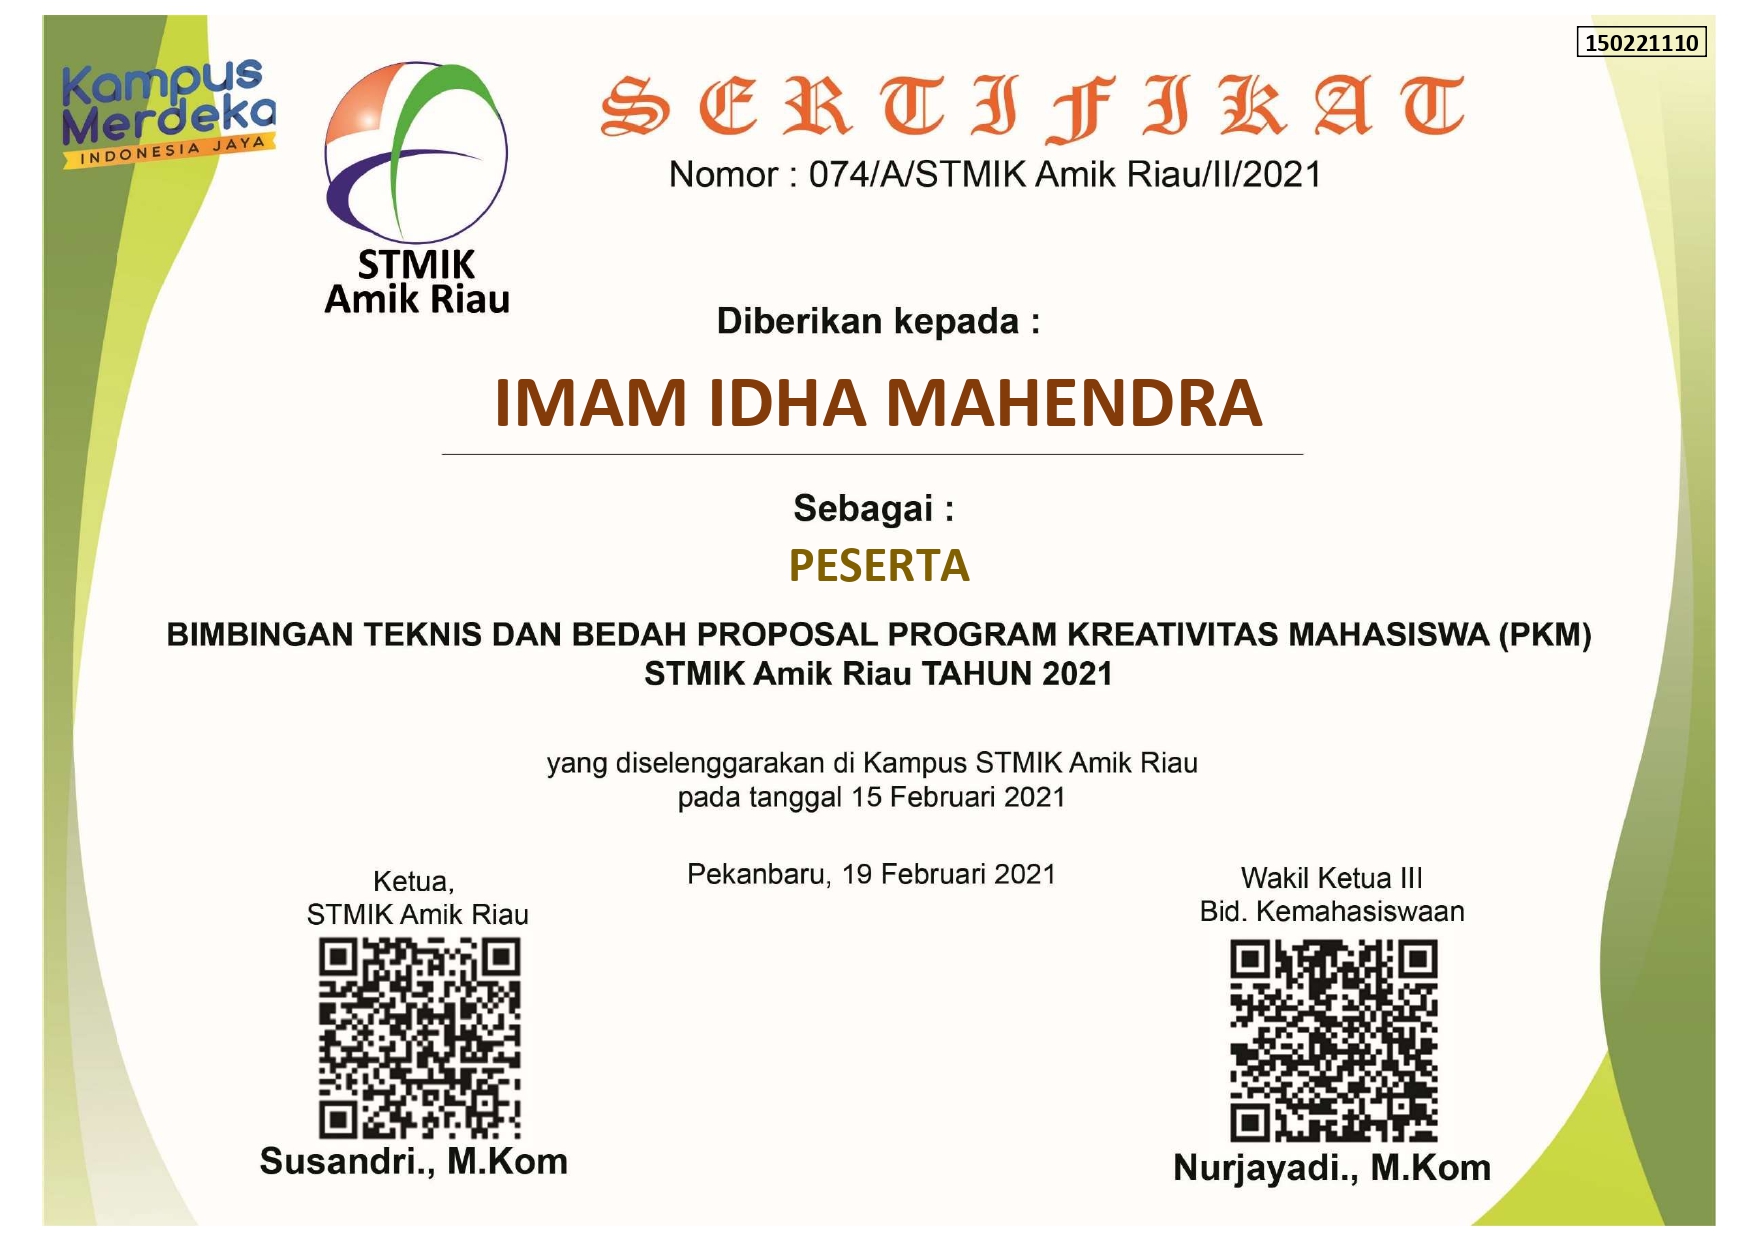 150221110
Kampus
Merdeka
INDONESIA JAYA
STMIK
Amik Riau
SERTIFIKAT
Nomor : 074/A/STMIK Amik Riau/II/2021
Diberikan kepada :
IMAM IDHA MAHENDRA
Sebagai :
PESERTA
BIMBINGAN TEKNIS DAN BEDAH PROPOSAL PROGRAM KREATIVITAS MAHASISWA (PKM)
STMIK Amik Riau TAHUN 2021
yang diselenggarakan di Kampus STMIK Amik Riau
pada tanggal 15 Februari 2021
Pekanbaru, 19 Februari 2021
Ketua,
STMIK Amik Riau
Susandri., M.Kom
Wakil Ketua III
Bid. Kemahasiswaan
Nurjayadi., M.Kom